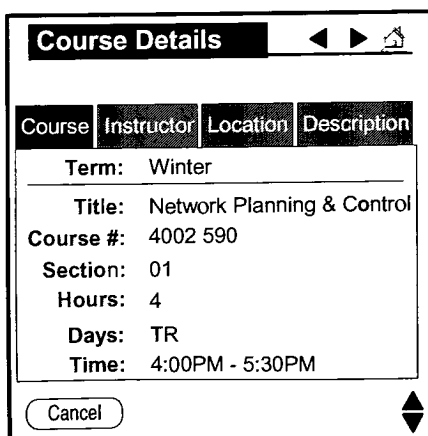 Course Details
Course Instructor Location Description
Term: Winter
Title: Network Planning & Control
Course #: 4002 590
Section: 01
Hours: 4
Days: TR
Time: 4:00PM - 5:30PM
Cancel